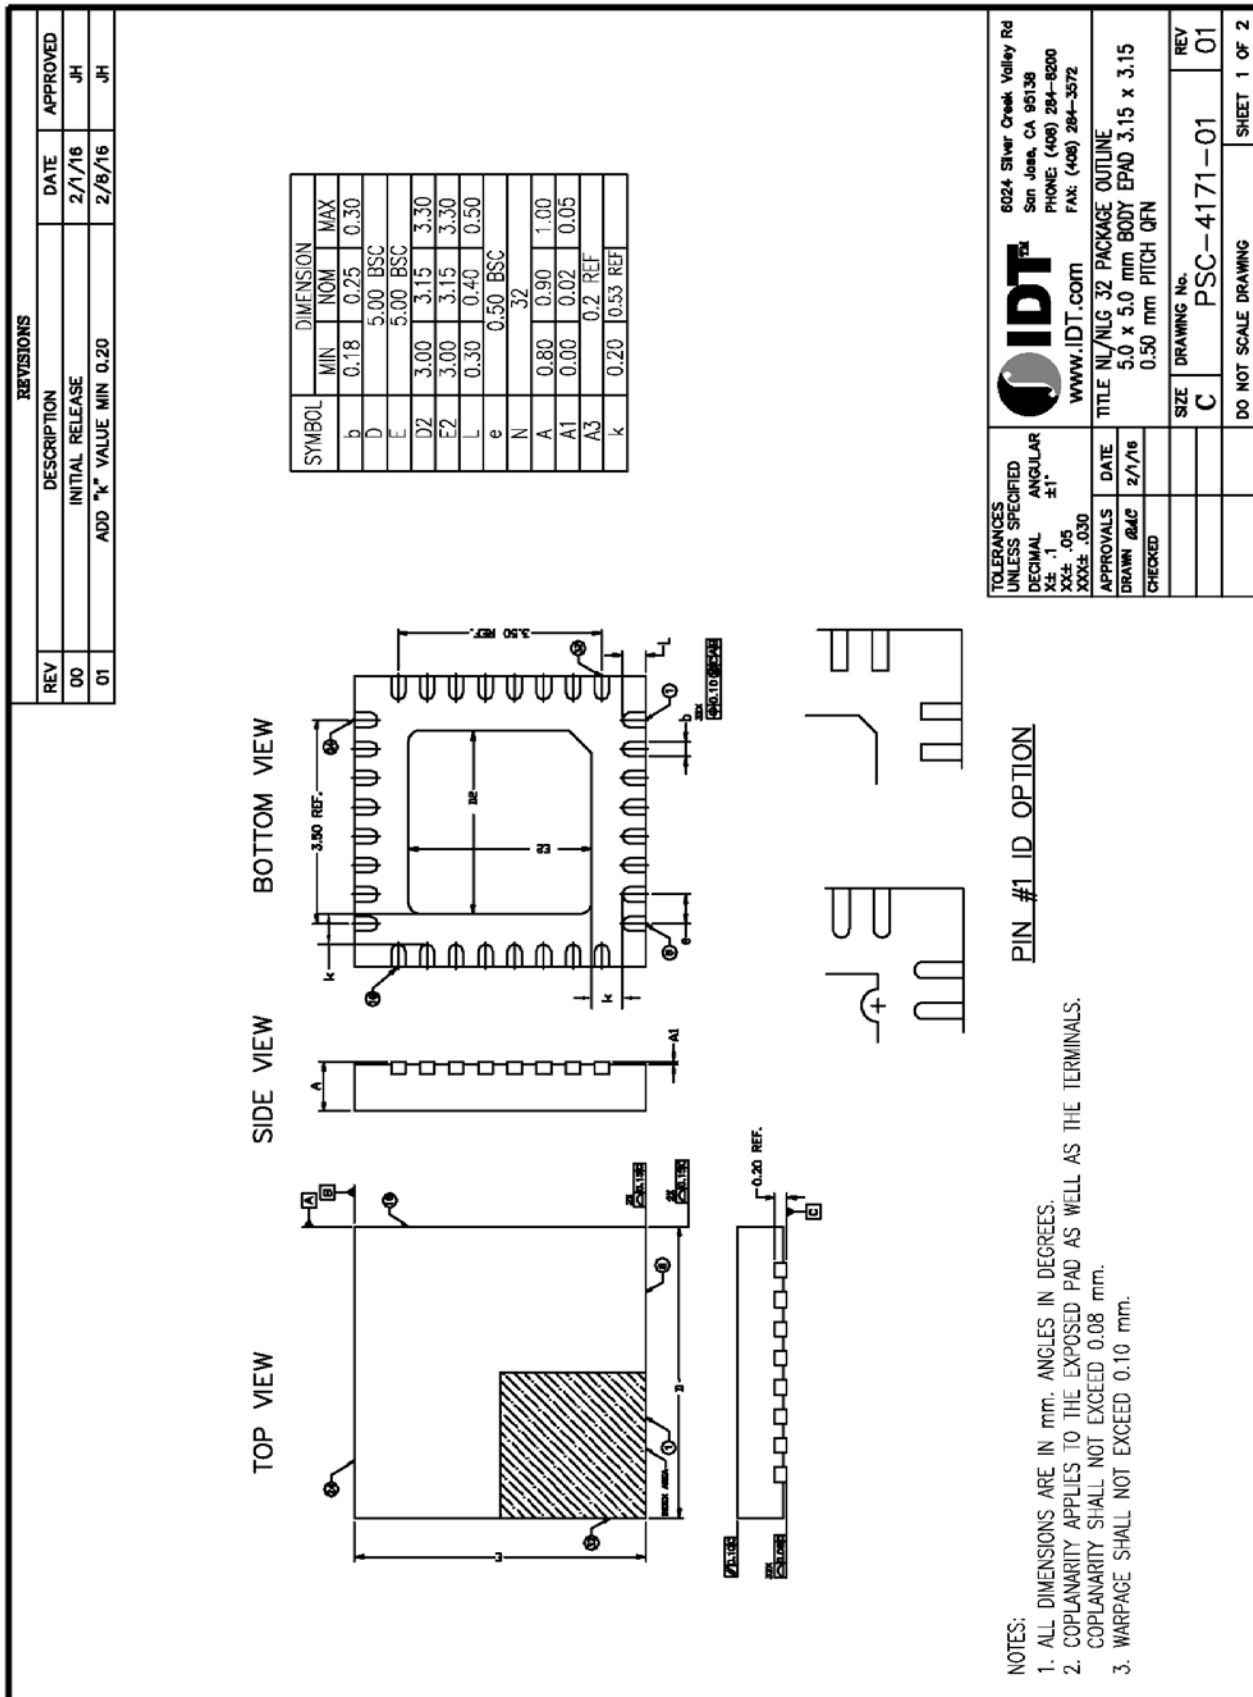 REVISIONS
REV DESCRIPTION DATE APPROVED
00 INITIAL RELEASE 2/1/16 JH
01 ADD "k" VALUE MIN 0.20 2/8/16 JH
TOP VIEW
SIDE VIEW
BOTTOM VIEW
SYMBOL DIMENSION
MIN NOM MAX
b 0.18 0.25 0.30
D 5.00 BSC
E 5.00 BSC
D2 3.00 3.15 3.30
E2 3.00 3.15 3.30
L 0.30 0.40 0.50
e 0.50 BSC
N 32
A 0.80 0.90 1.00
A1 0.00 0.02 0.05
A3 0.2 REF
k 0.20 0.53 REF
A
B
E
D
INDEX AREA
1
8
A
A1
0.20 REF.
C
3.50 REF.
3.50 REF.
D2
E2
k
k
e
b
L
1
8
PIN #1 ID OPTION
NOTES:
1. ALL DIMENSIONS ARE IN mm. ANGLES IN DEGREES.
2. COPLANARITY APPLIES TO THE EXPOSED PAD AS WELL AS THE TERMINALS.
COPLANARITY SHALL NOT EXCEED 0.08 mm.
3. WARPAGE SHALL NOT EXCEED 0.10 mm.
TOLERANCES
UNLESS SPECIFIED
DECIMAL ANGULAR
X± .1 ±1°
XX± .05
XXX± .030
IDT™
www.IDT.com
6024 Silver Creek Valley Rd
San Jose, CA 95138
PHONE: (408) 284-8200
FAX: (408) 284-3572
APPROVALS DATE
DRAWN RAC 2/1/16
CHECKED
TITLE NL/NLG 32 PACKAGE OUTLINE
5.0 x 5.0 mm BODY EPAD 3.15 x 3.15
0.50 mm PITCH QFN
SIZE DRAWING No. REV
C PSC-4171-01 01
DO NOT SCALE DRAWING SHEET 1 OF 2